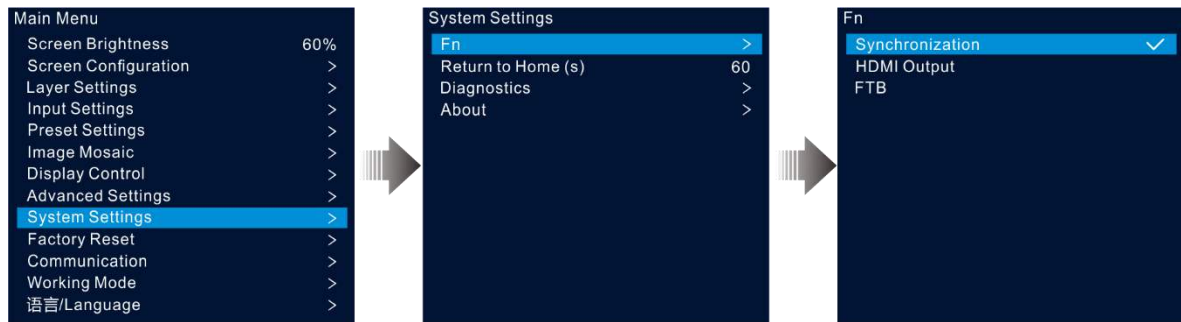 Main Menu
Screen Brightness 60%
Screen Configuration >
Layer Settings >
Input Settings >
Preset Settings >
Image Mosaic >
Display Control >
Advanced Settings >
System Settings >
Factory Reset >
Communication >
Working Mode >
语言/Language >
System Settings
Fn >
Return to Home (s) 60
Diagnostics >
About >
Fn
Synchronization ✓
HDMI Output
FTB